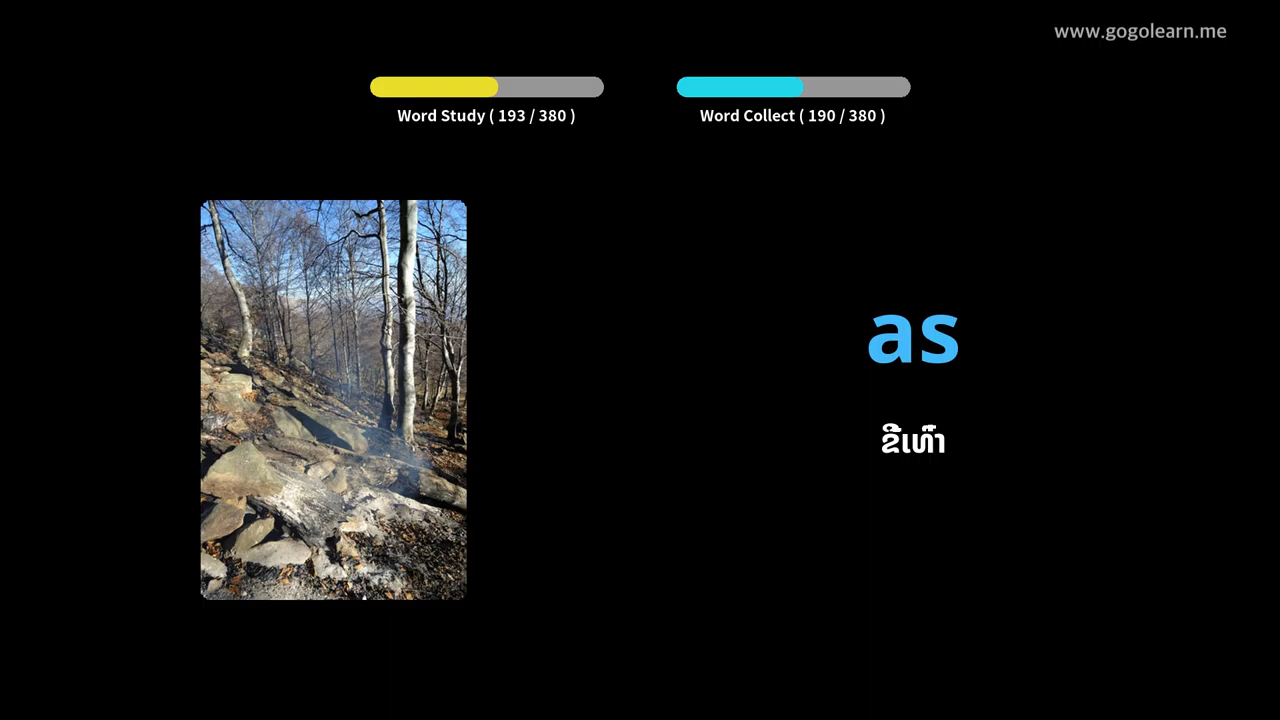 www.gogolearn.me
Word Study ( 193 / 380 )
Word Collect ( 190 / 380 )
as
ຂີ້ເທົ່າ